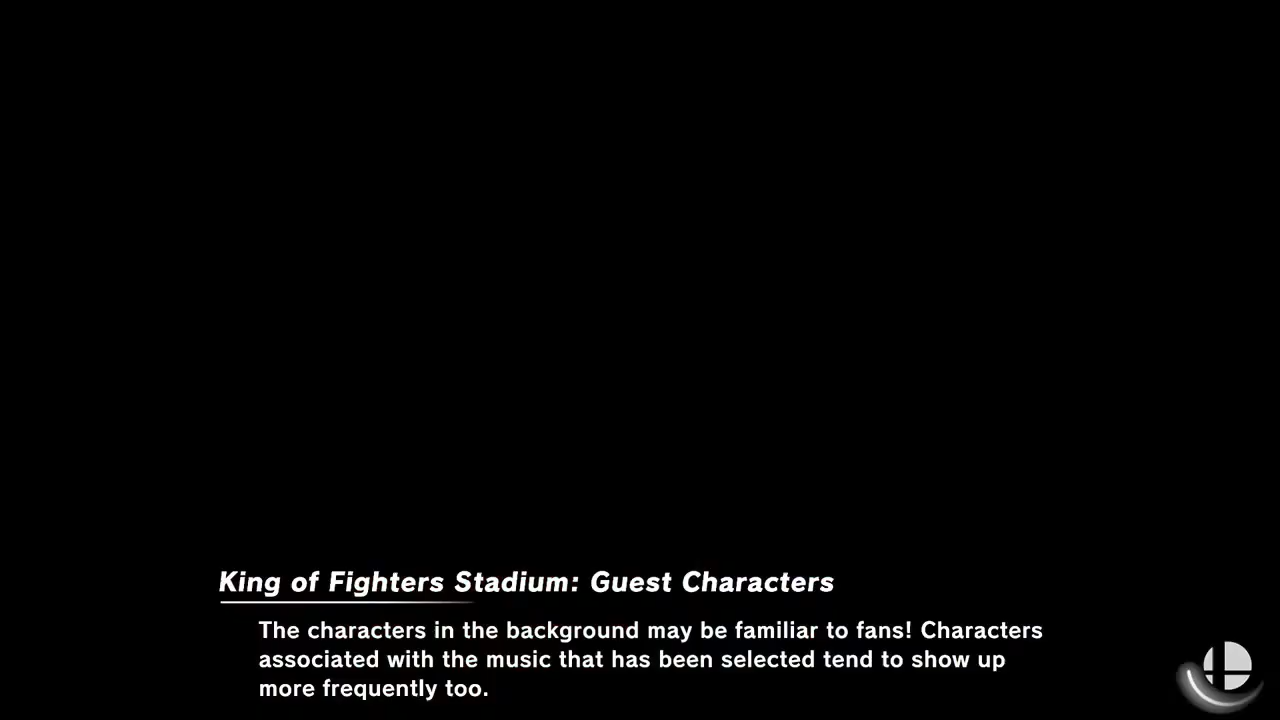 King of Fighters Stadium: Guest Characters
The characters in the background may be familiar to fans! Characters
associated with the music that has been selected tend to show up
more frequently too.